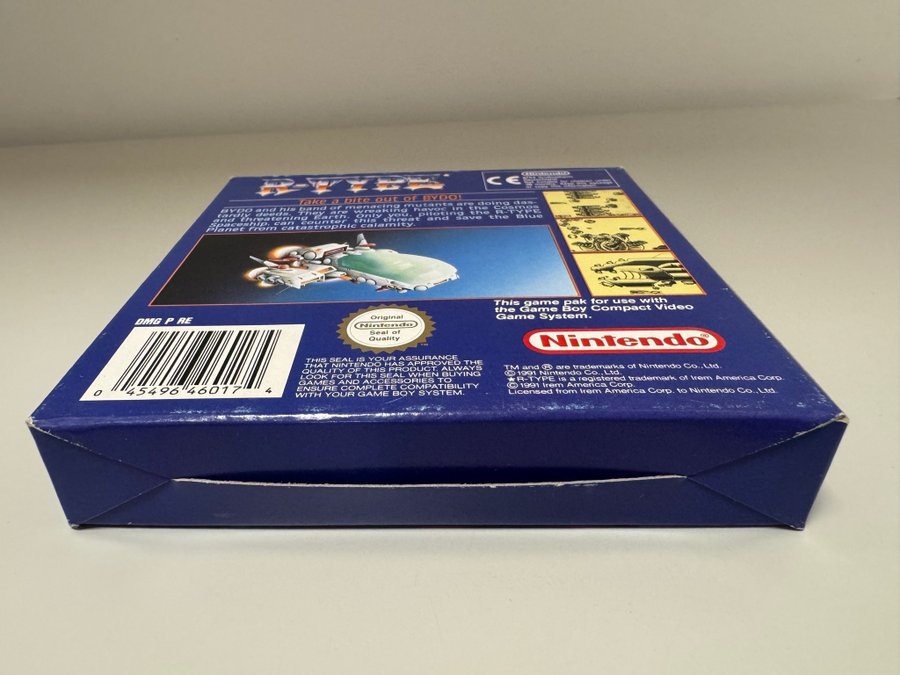 R-TYPE
Take a bite out of BYDO!
BYDO and his band of menacing mutants are doing das-
tardly deeds. They are wreaking havoc in the Cosmos
and threatening Earth. Only you, piloting the R-TYPE
Spaceship can counter this threat and save the Blue
Planet from catastrophic calamity.
CE
Nintendo
This game pak for use with
the Game Boy Compact Video
Game System.
DMG P RE
0 45496 46017 4
Original
Nintendo
Seal of
Quality
THIS SEAL IS YOUR ASSURANCE
THAT NINTENDO HAS APPROVED THE
QUALITY OF THIS PRODUCT. ALWAYS
LOOK FOR THIS SEAL WHEN BUYING
GAMES AND ACCESSORIES TO
ENSURE COMPLETE COMPATIBILITY
WITH YOUR GAME BOY SYSTEM.
Nintendo®
TM and ® are trademarks of Nintendo Co., Ltd.
© 1991 Nintendo Co., Ltd.
★R-TYPE is a registered trademark of Irem America Corp.
© 1991 Irem America Corp.
Licensed from Irem America Corp. to Nintendo Co., Ltd.